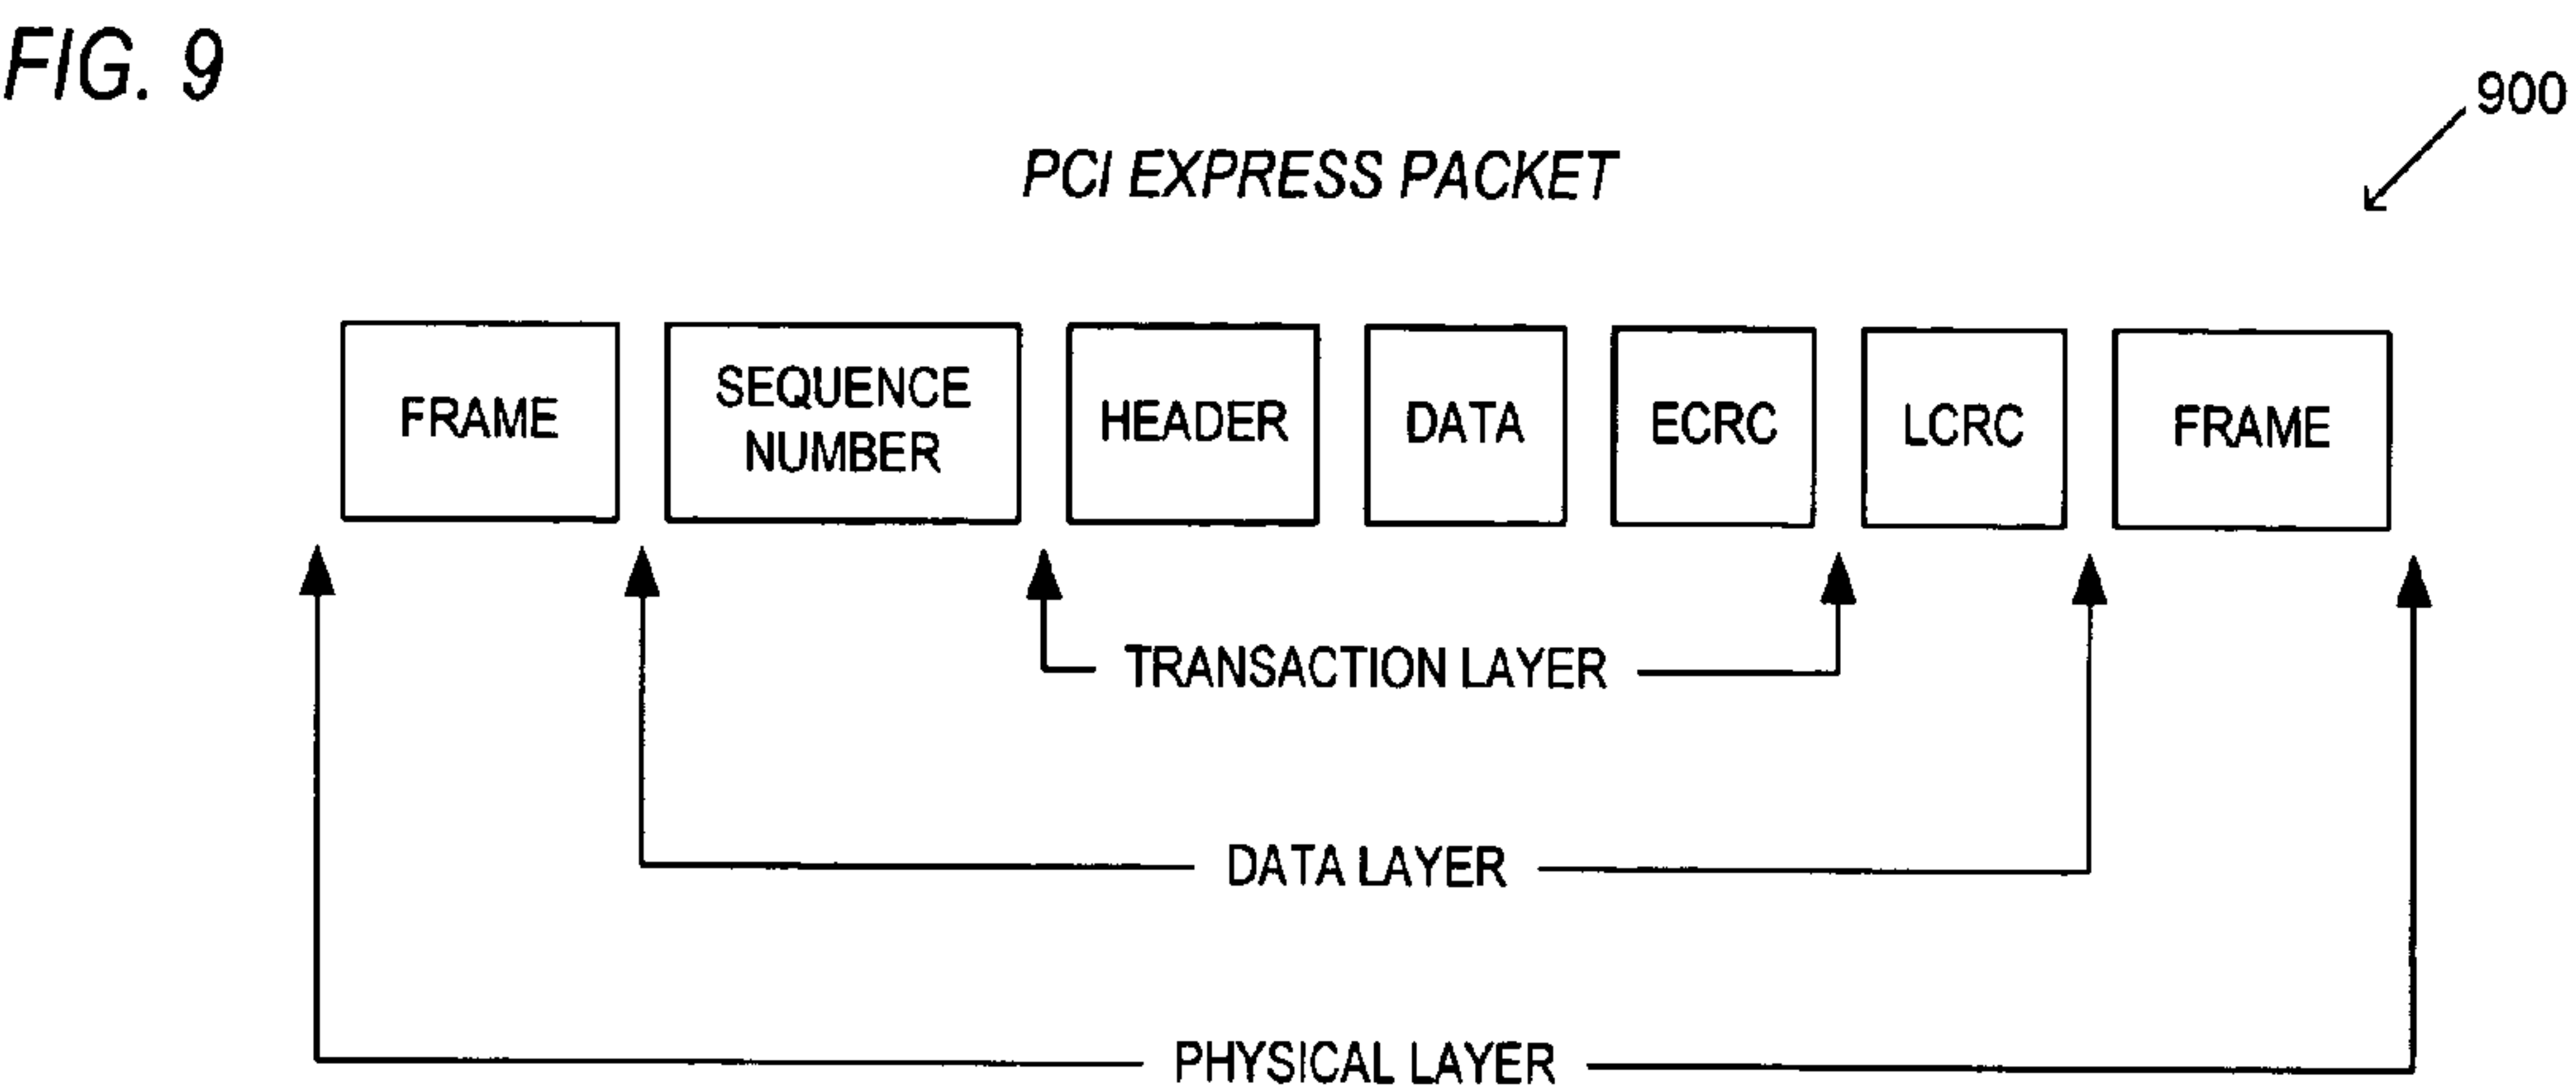 FIG. 9
900
PCI EXPRESS PACKET
FRAME
SEQUENCE
NUMBER
HEADER
DATA
ECRC
LCRC
FRAME
TRANSACTION LAYER
DATA LAYER
PHYSICAL LAYER